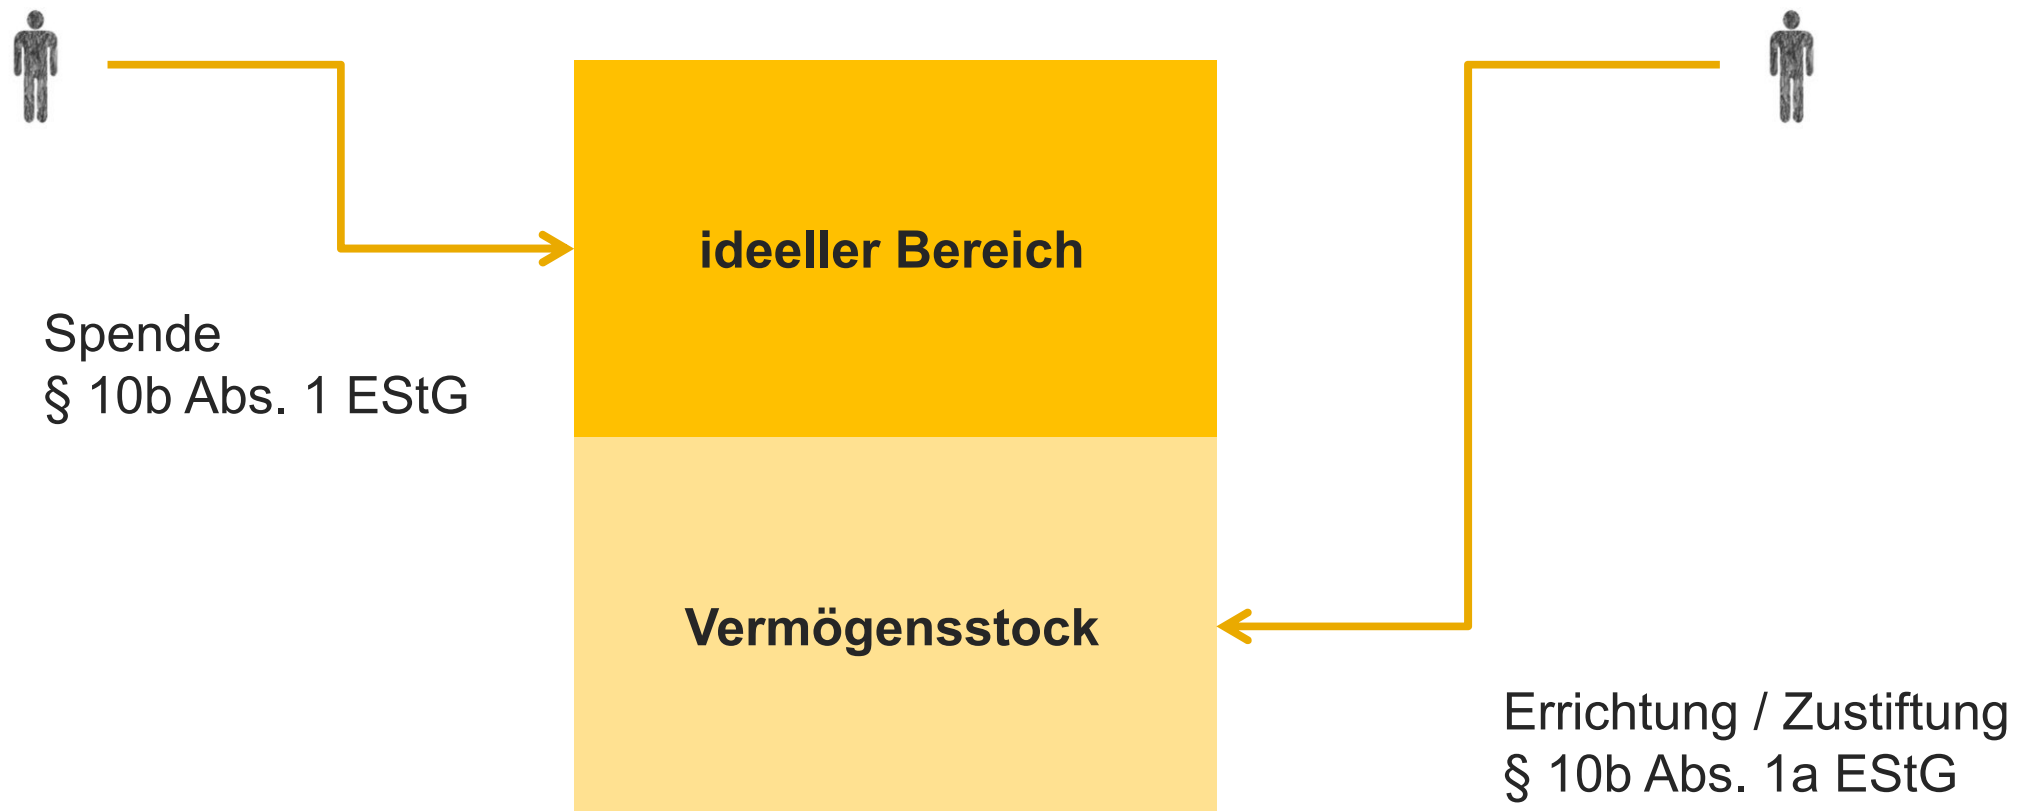 ideeller Bereich
Spende
§ 10b Abs. 1 EStG
Vermögensstock
Errichtung / Zustiftung
§ 10b Abs. 1a EStG